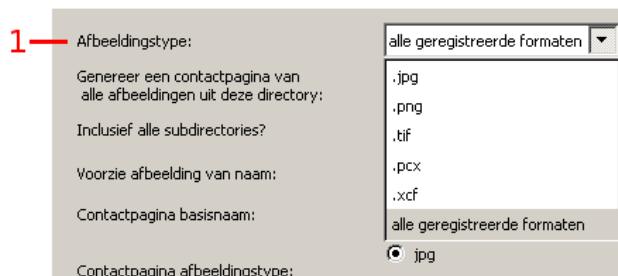 1
Afbeeldingstype:
alle geregistreerde formaten
Genereer een contactpagina van
alle afbeeldingen uit deze directory:
.jpg
.png
Inclusief alle subdirectories?
.tif
.pcx
Voorzie afbeelding van naam:
.xcf
Contactpagina basisnaam:
alle geregistreerde formaten
jpg
Contactpagina afbeeldingstype: